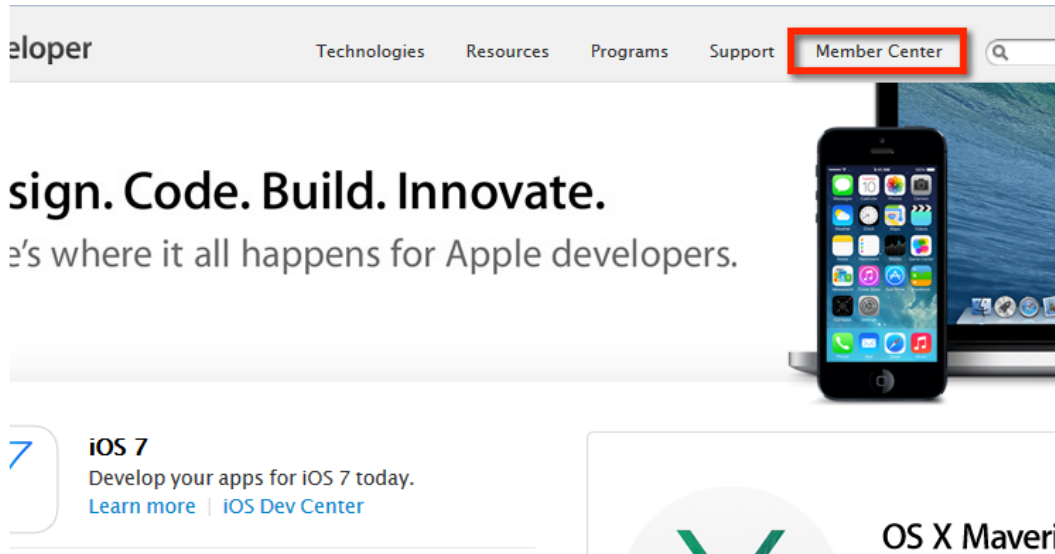 eloper
Technologies Resources Programs Support Member Center
sign. Code. Build. Innovate.
e's where it all happens for Apple developers.
7
iOS 7
Develop your apps for iOS 7 today.
Learn more | iOS Dev Center
OS X Maveri